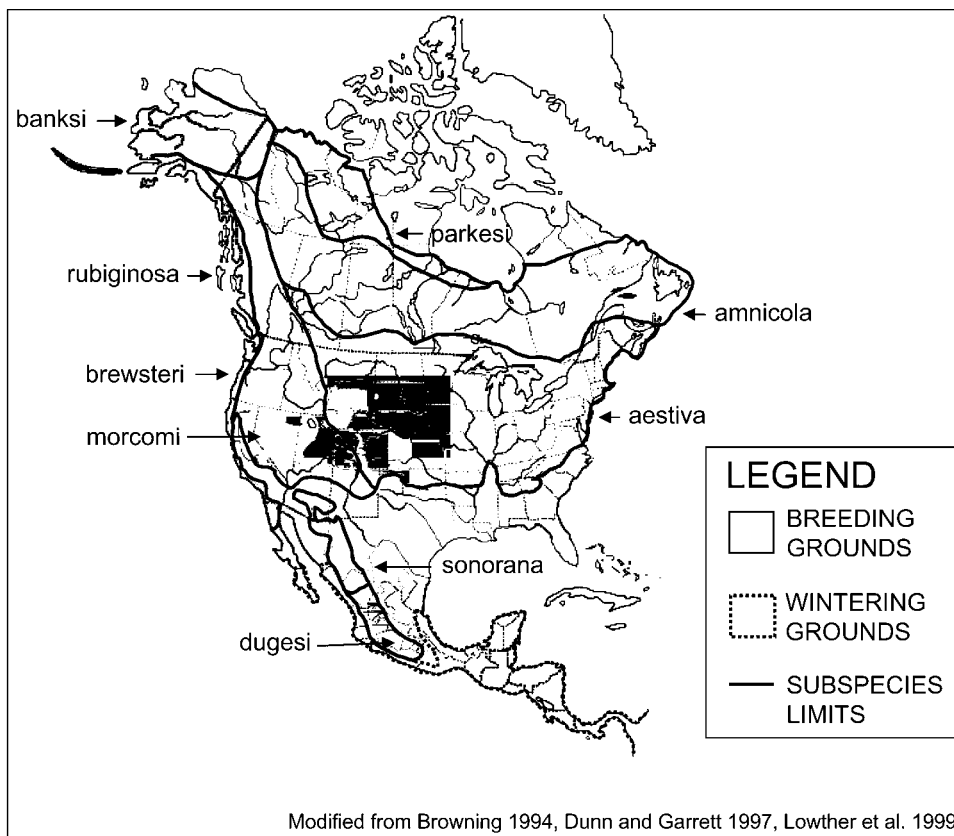 banksi
parkesi
rubiginosa
amnicola
brewsteri
aestiva
morcomi
sonorana
dugesi
LEGEND
BREEDING
GROUNDS
WINTERING
GROUNDS
SUBSPECIES
LIMITS
Modified from Browning 1994, Dunn and Garrett 1997, Lowther et al. 1999